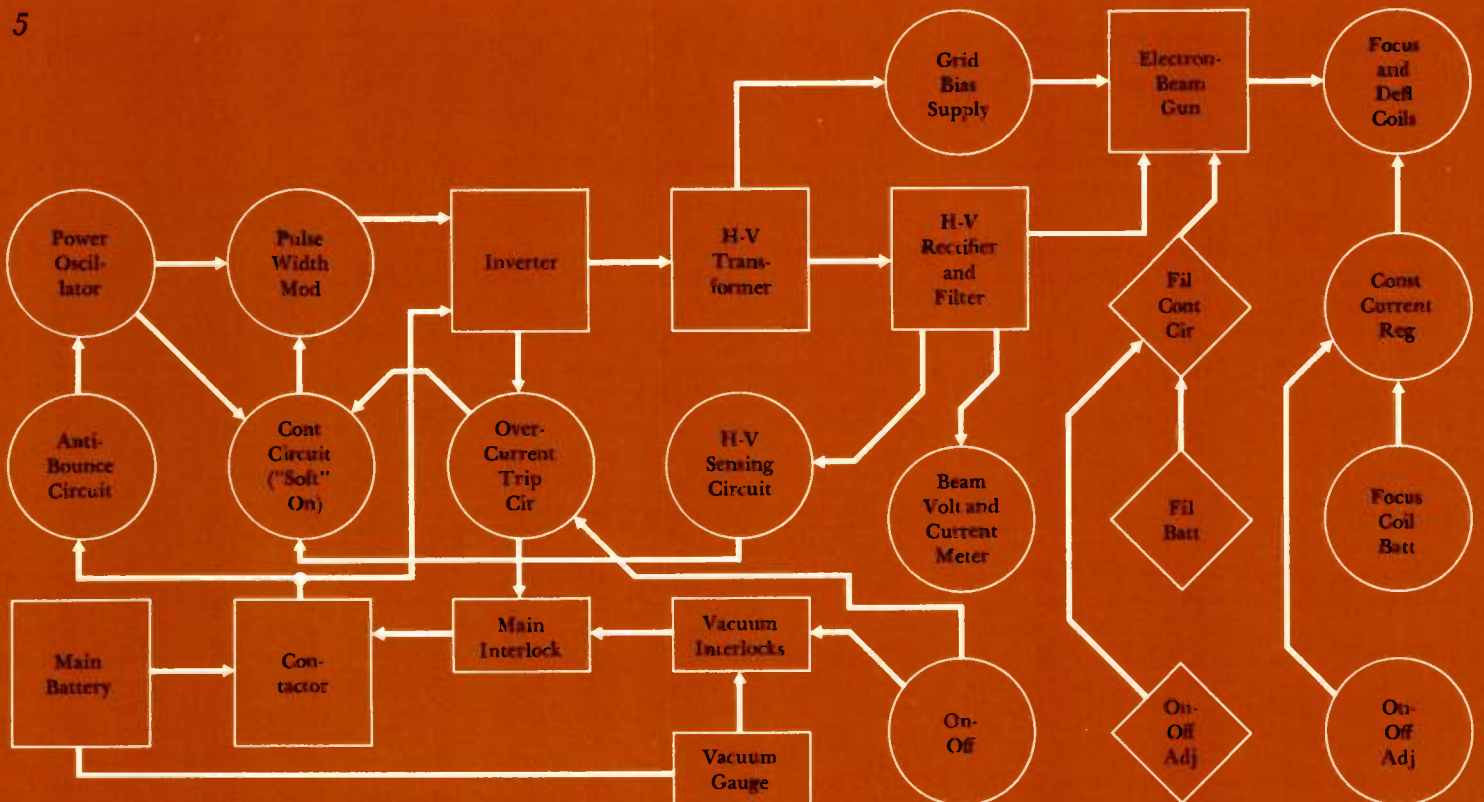 5
Grid
Bias
Supply
Electron-
Beam
Gun
Focus
and
Defl
Coils
Power
Oscil-
lator
Pulse
Width
Mod
Inverter
H-V
Trans-
former
H-V
Rectifier
and
Filter
Fil
Cont
Cir
Const
Current
Reg
Anti-
Bounce
Circuit
Cont
Circuit
("Soft"
On)
Over-
Current
Trip
Cir
H-V
Sensing
Circuit
Beam
Volt and
Current
Meter
Fil
Batt
Focus
Coil
Batt
Main
Battery
Con-
tactor
Main
Interlock
Vacuum
Interlocks
Vacuum
Gauge
On-
Off
On-
Off
Adj
On-
Off
Adj